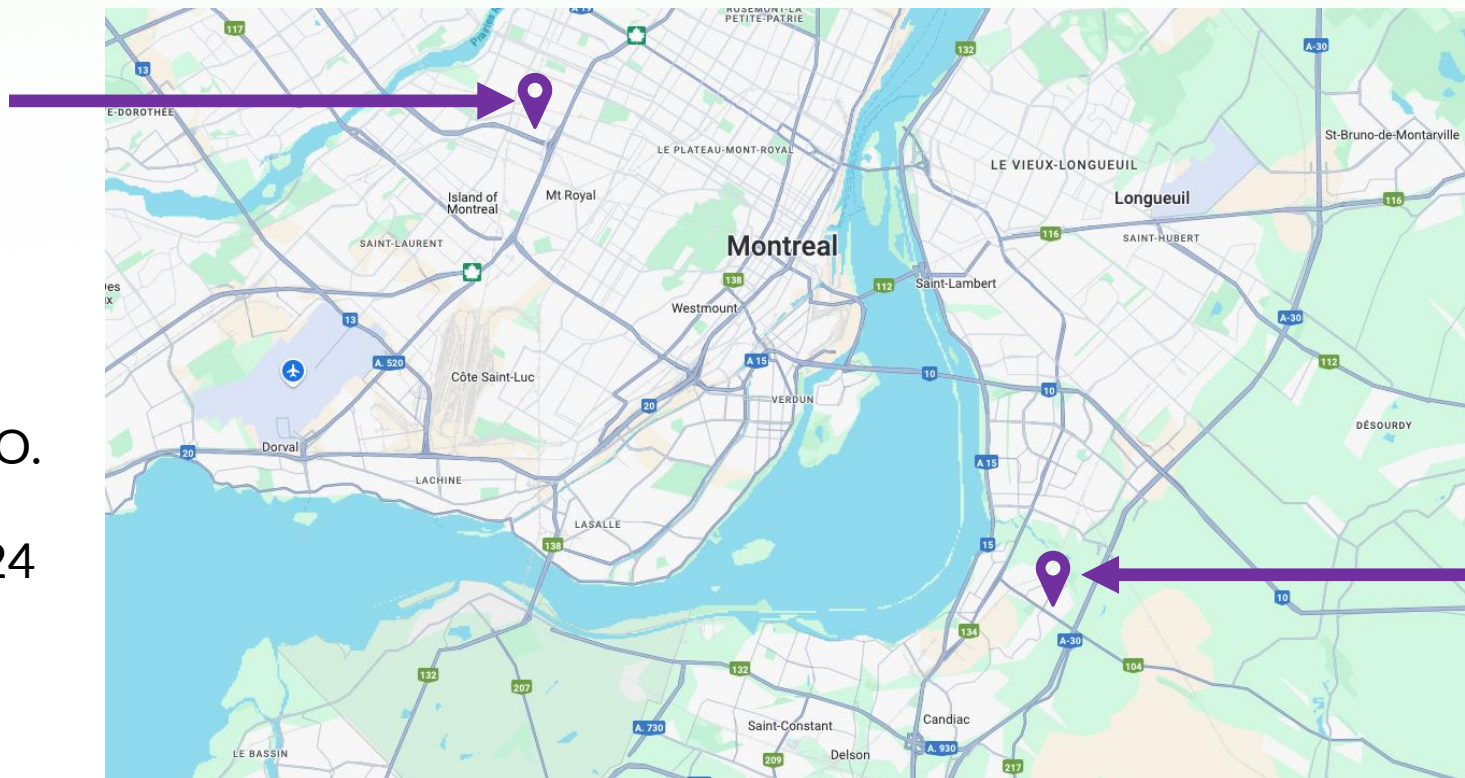 ROSEMONT-LA
PETITE-PATRIE
117
132
A-30
13
E-DOROTHÉE
St-Bruno-de-Montarville
LE PLATEAU-MONT-ROYAL
LE VIEUX-LONGUEUIL
Island of
Montreal
Mt Royal
Longueuil
116
116
SAINT-LAURENT
Montreal
SAINT-HUBERT
138
112
Saint-Lambert
Westmount
13
A-30
A. 520
A 15
112
10
10
Côte Saint-Luc
20
VERDUN
DÉSOURDY
O.
Dorval
20
A 15
LACHINE
LASALLE
138
15
24
10
134
A-30
104
132
132
207
Saint-Constant
Candiac
A. 730
A. 930
LE BASSIN
209
Delson
217